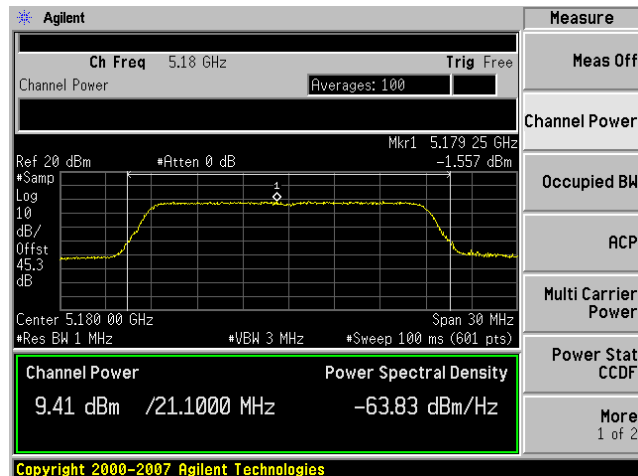 Agilent
Measure
Ch Freq 5.18 GHz Trig Free
Channel Power Averages: 100
Mkr1 5.179 25 GHz
Ref 20 dBm #Atten 0 dB -1.557 dBm
#Samp
Log
10
dB/
Offst
45.3
dB
1
Center 5.180 00 GHz Span 30 MHz
#Res BW 1 MHz #VBW 3 MHz #Sweep 100 ms (601 pts)
Channel Power Power Spectral Density
9.41 dBm /21.1000 MHz -63.83 dBm/Hz
Copyright 2000-2007 Agilent Technologies
Meas Off
Channel Power
Occupied BW
ACP
Multi Carrier
Power
Power Stat
CCDF
More
1 of 2